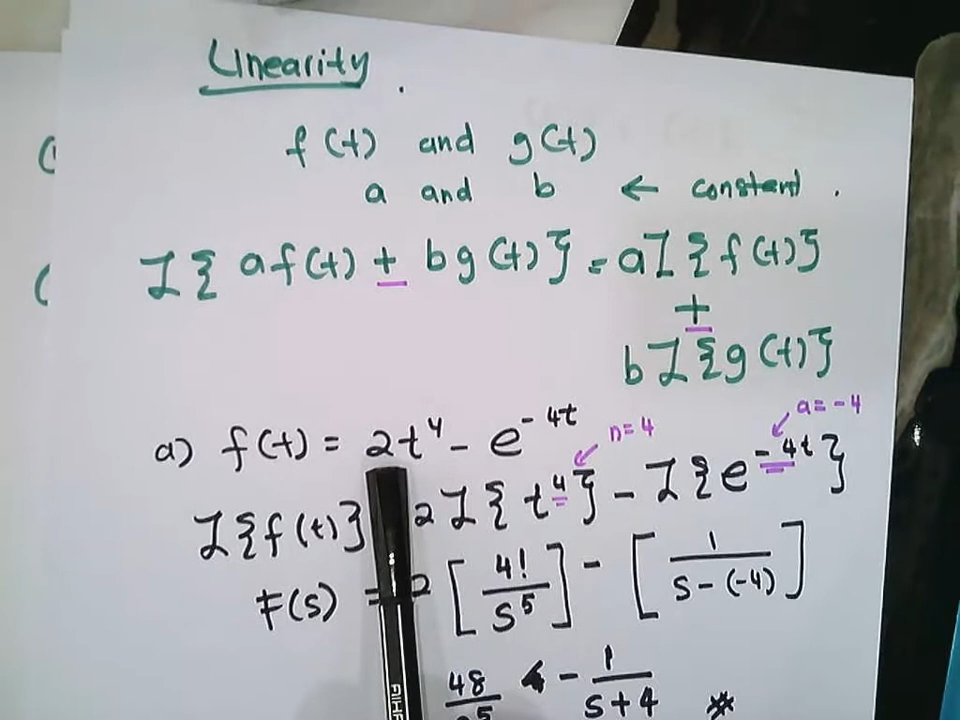 Linearity.
f(t) and g(t)
a and b ← constant.
ℒ{ af(t) + bg(t)} = aℒ{f(t)}
+
bℒ{g(t)}
a) f(t) = 2t⁴ - e⁻⁴ᵗ
n=4
a=-4
ℒ{f(t)} 2ℒ{t⁴} - ℒ{e⁻⁴ᵗ}
F(s) = 2[4!/s⁵] - [1/(s-(-4))]
48/s⁵ - 1/(s+4) *